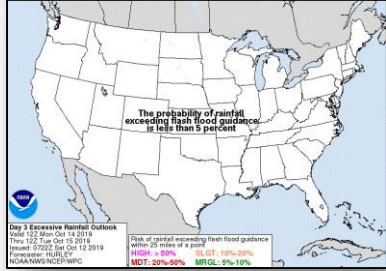 The probability of rainfall
exceeding flash flood guidance
is less than 5 percent
NOAA
Day 3 Excessive Rainfall Outlook
Valid 12Z Mon Oct 14 2019
Thru 12Z Tue Oct 15 2019
Issued: 0722Z Sat Oct 12 2019
Forecaster: HURLEY
NOAA/NWS/NCEP/WPC
Risk of rainfall exceeding flash flood guidance
within 25 miles of a point
HIGH: > 50% SLGT: 10%-20%
MDT: 20%-50% MRGL: 5%-10%